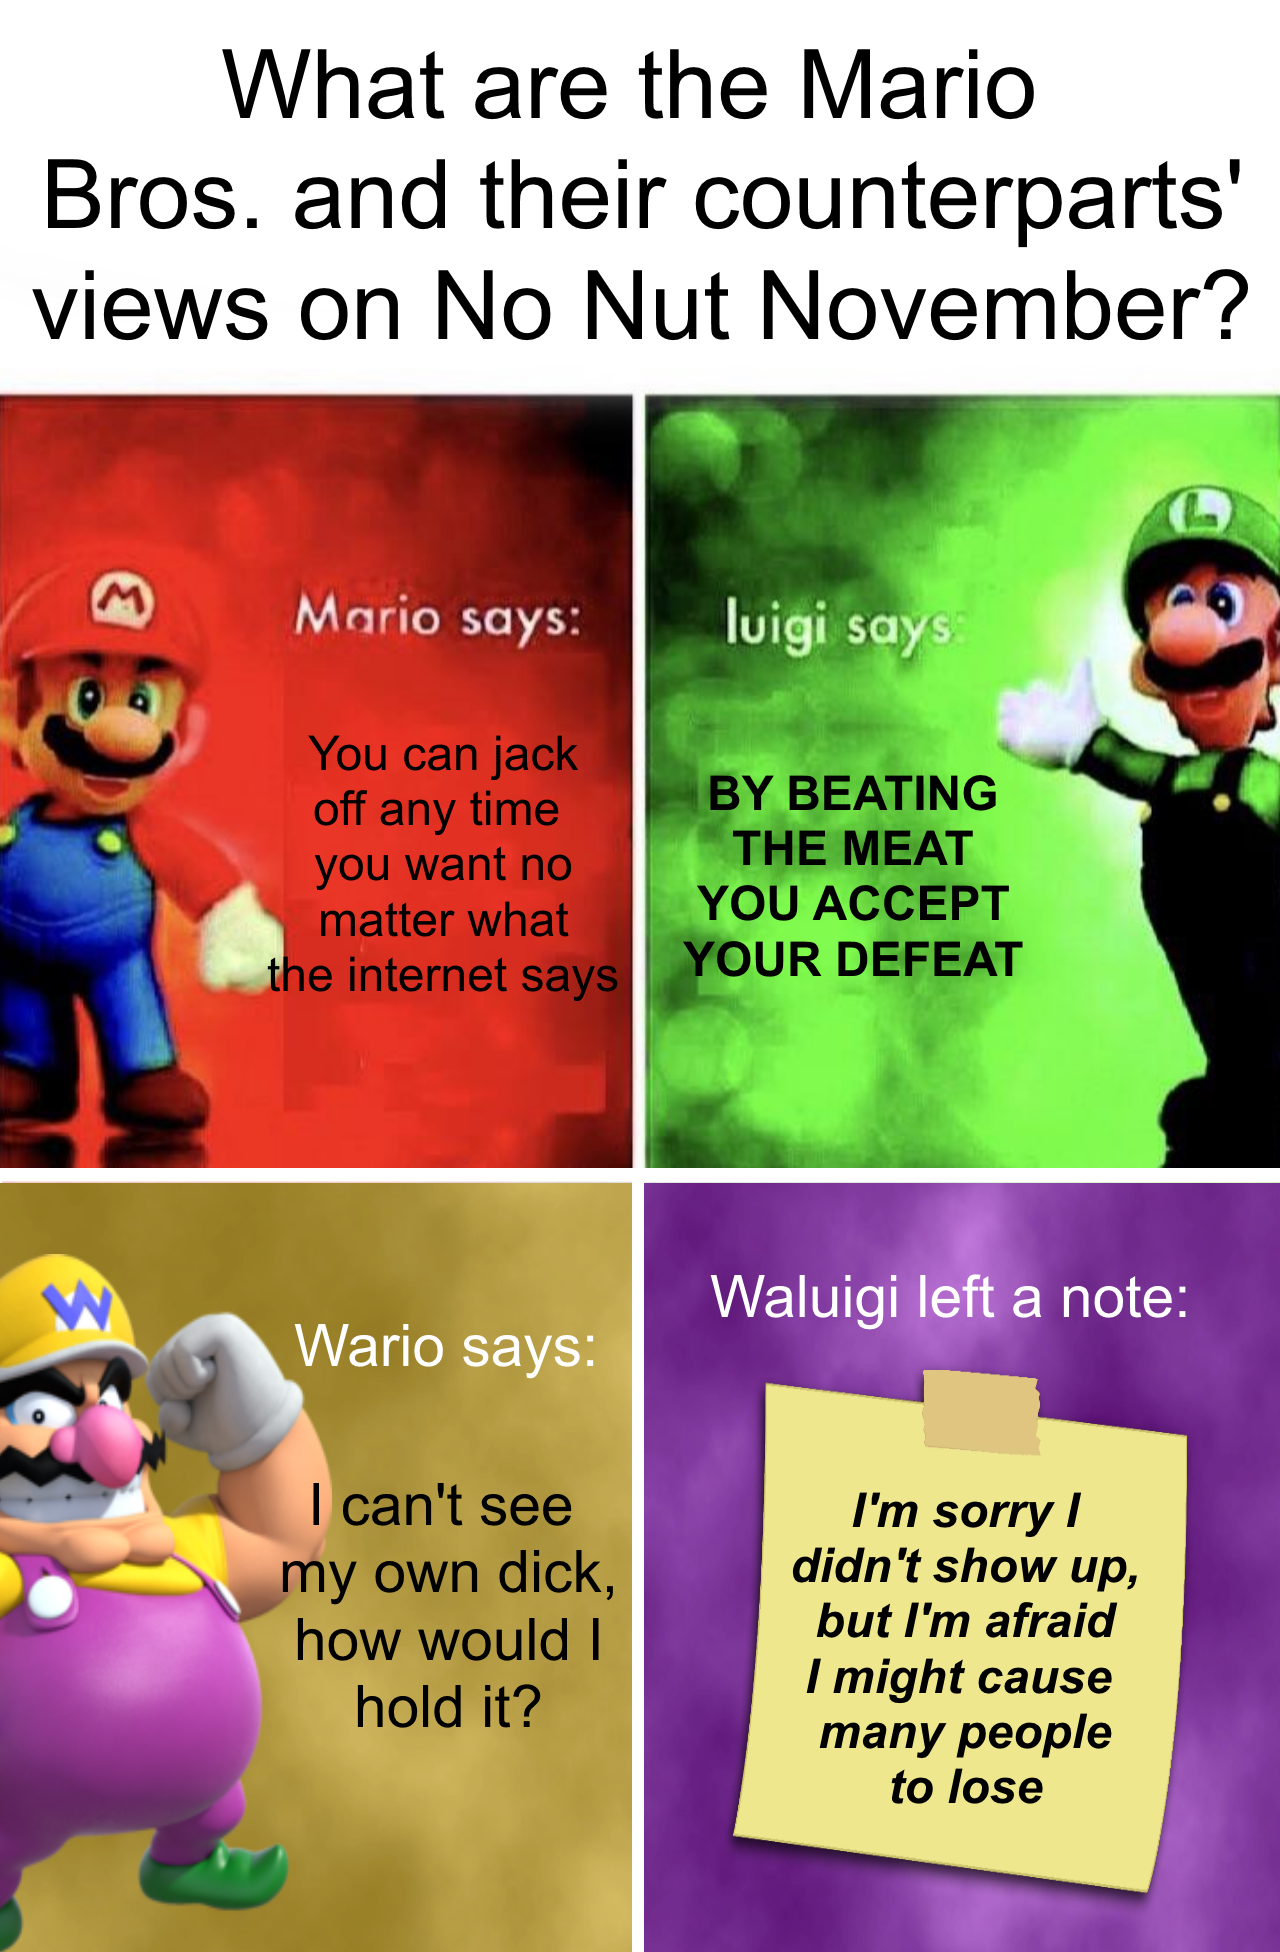 What are the Mario
Bros. and their counterparts'
views on No Nut November?
M
Mario says:
You can jack
off any time
you want no
matter what
the internet says
L
luigi says:
BY BEATING
THE MEAT
YOU ACCEPT
YOUR DEFEAT
W
Wario says:
I can't see
my own dick,
how would I
hold it?
Waluigi left a note:
I'm sorry I
didn't show up,
but I'm afraid
I might cause
many people
to lose